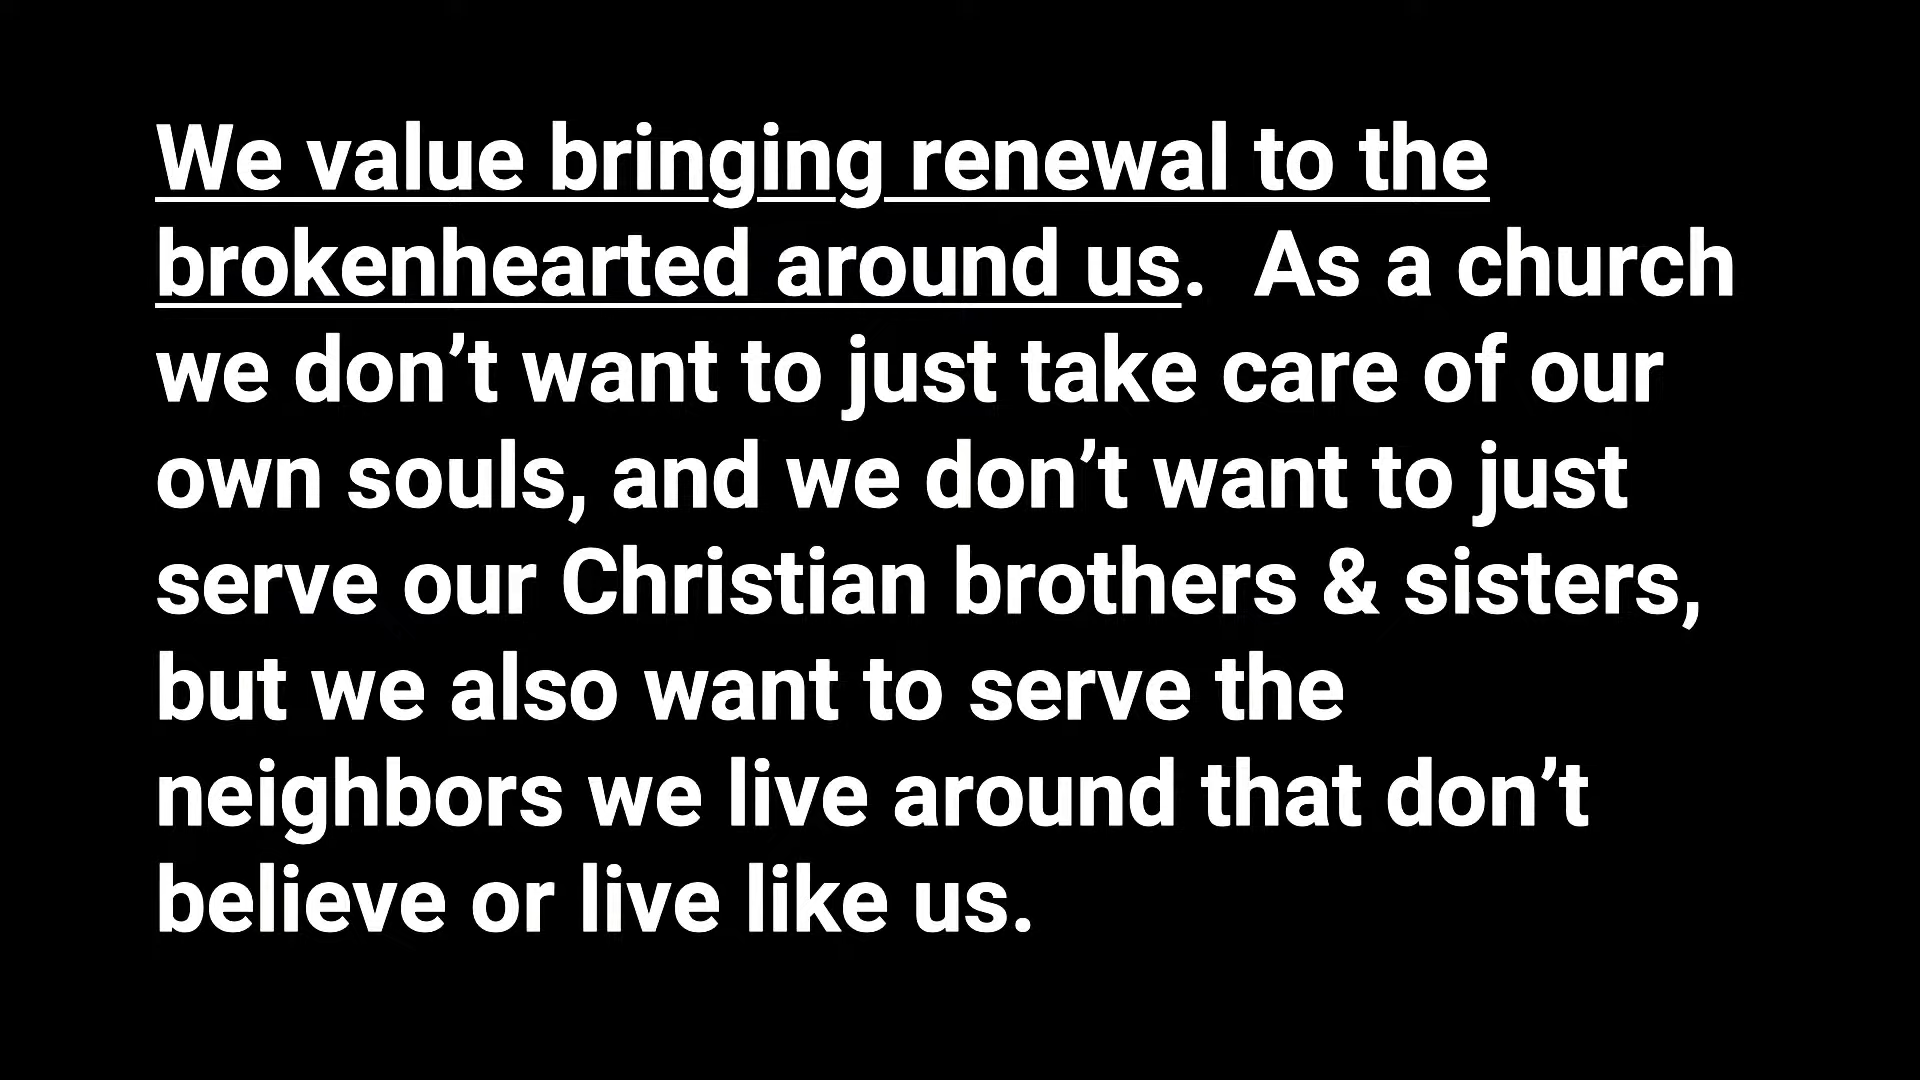 We value bringing renewal to the
brokenhearted around us.  As a church
we don’t want to just take care of our
own souls, and we don’t want to just
serve our Christian brothers & sisters,
but we also want to serve the
neighbors we live around that don’t
believe or live like us.